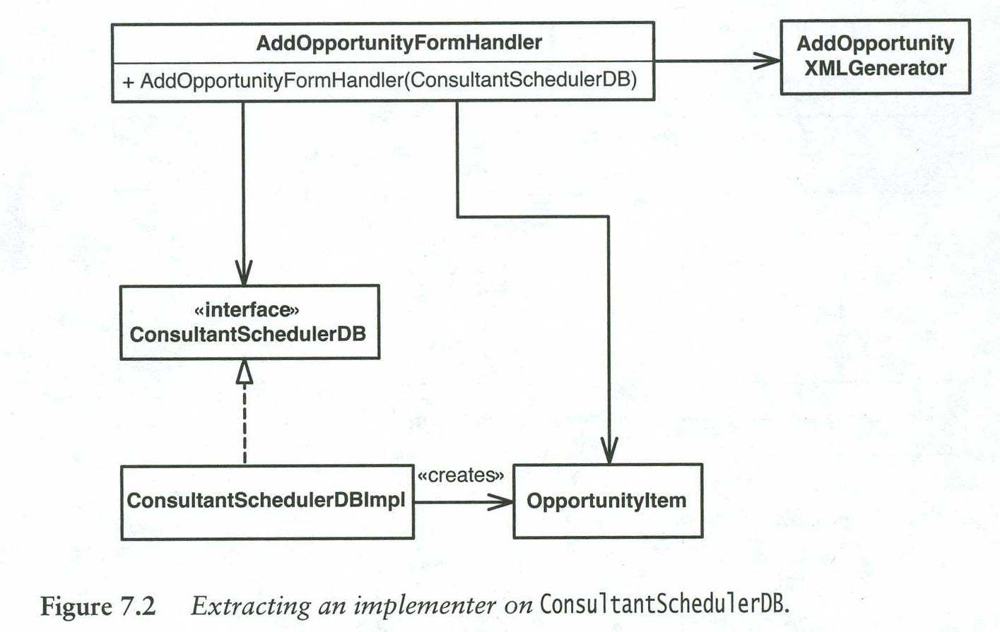 AddOpportunityFormHandler
+ AddOpportunityFormHandler(ConsultantSchedulerDB)
AddOpportunity
XMLGenerator
«interface»
ConsultantSchedulerDB
ConsultantSchedulerDBImpl
«creates»
OpportunityItem
Figure 7.2 Extracting an implementer on ConsultantSchedulerDB.